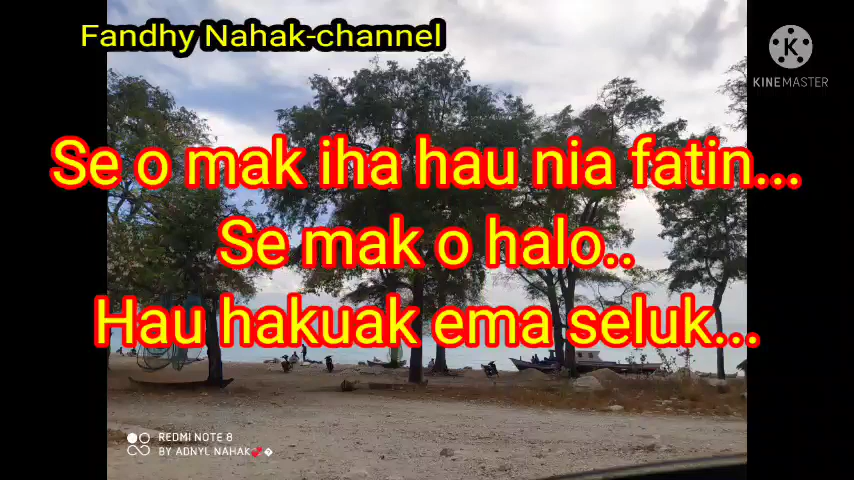 Fandhy Nahak-channel
KINEMASTER
Se o mak iha hau nia fatin...
Se mak o halo..
Hau hakuak ema seluk...
REDMI NOTE 8
BY ADNYL NAHAK💕